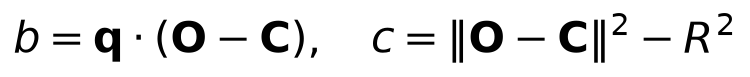 b = q · (O − C),  c = ‖O − C‖² − R²